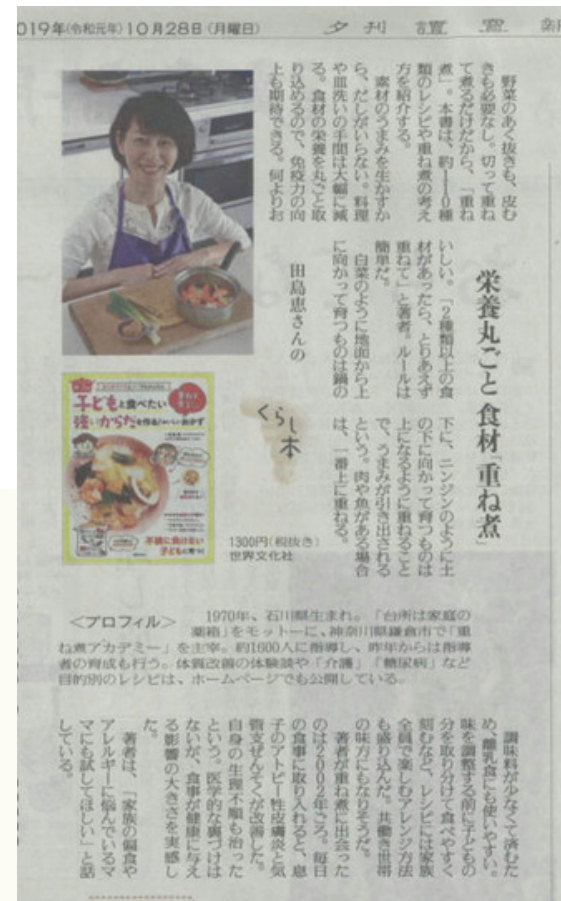 019年(令和元年)10月28日(月曜日)
夕刊 讀賣 新
栄養丸ごと 食材「重ね煮」
田島恵さんの
野菜のあく抜きも、皮む
きも必要なし。切って重ね
て煮るだけだから、「重ね
煮」。本書は、約110種
類のレシピや重ね煮の考え
方を紹介する。
素材のうまみを生かすか
ら、だしがいらない。料理
や皿洗いの手間は大幅に減
る。食材の栄養を丸ごと取
り込めるので、免疫力の向
上も期待できる。何よりお
いしい。「2種類以上の食
材があったら、とりあえず
重ねて」と著者。ルールは
簡単だ。
白菜のように地面から上
に向かって育つものは鍋の
下に、ニンジンのように土
の下に向かって育つものは
上になるように重ねること
で、うまみが引き出される
という。肉や魚がある場合
は、一番上に重ねる。
くらし
本
子どもと食べたい
強いからだを作るおかず
不調に負けない
子どもに育つ!
1300円(税抜き)
世界文化社
<プロフィル> 1970年、石川県生まれ。「台所は家庭の
薬箱」をモットーに、神奈川県鎌倉市で「重
ね煮アカデミー」を主宰。約1600人に指導し、昨年からは指導
者の育成も行う。体質改善の体験談や「介護」「糖尿病」など
目的別のレシピは、ホームページでも公開している。
調味料が少なくて済むた
め、離乳食にも使いやすい。
味を調整する前に子どもの
分を取り分けて食べやすく
刻むなど、レシピには家族
全員で楽しむアレンジ方法
も盛り込んだ。共働き世帯
の味方にもなりそうだ。
著者が重ね煮に出会った
のは2002年ごろ。毎日
の食事に取り入れると、息
子のアトピー性皮膚炎と気
管支ぜんそくが改善した。
自身の生理不順も治った
という。医学的な裏づけは
ないが、食事が健康に与え
る影響の大きさを実感し
た。
著者は、「家族の偏食や
アレルギーに悩んでいるマ
マにも試してほしい」と話
している。